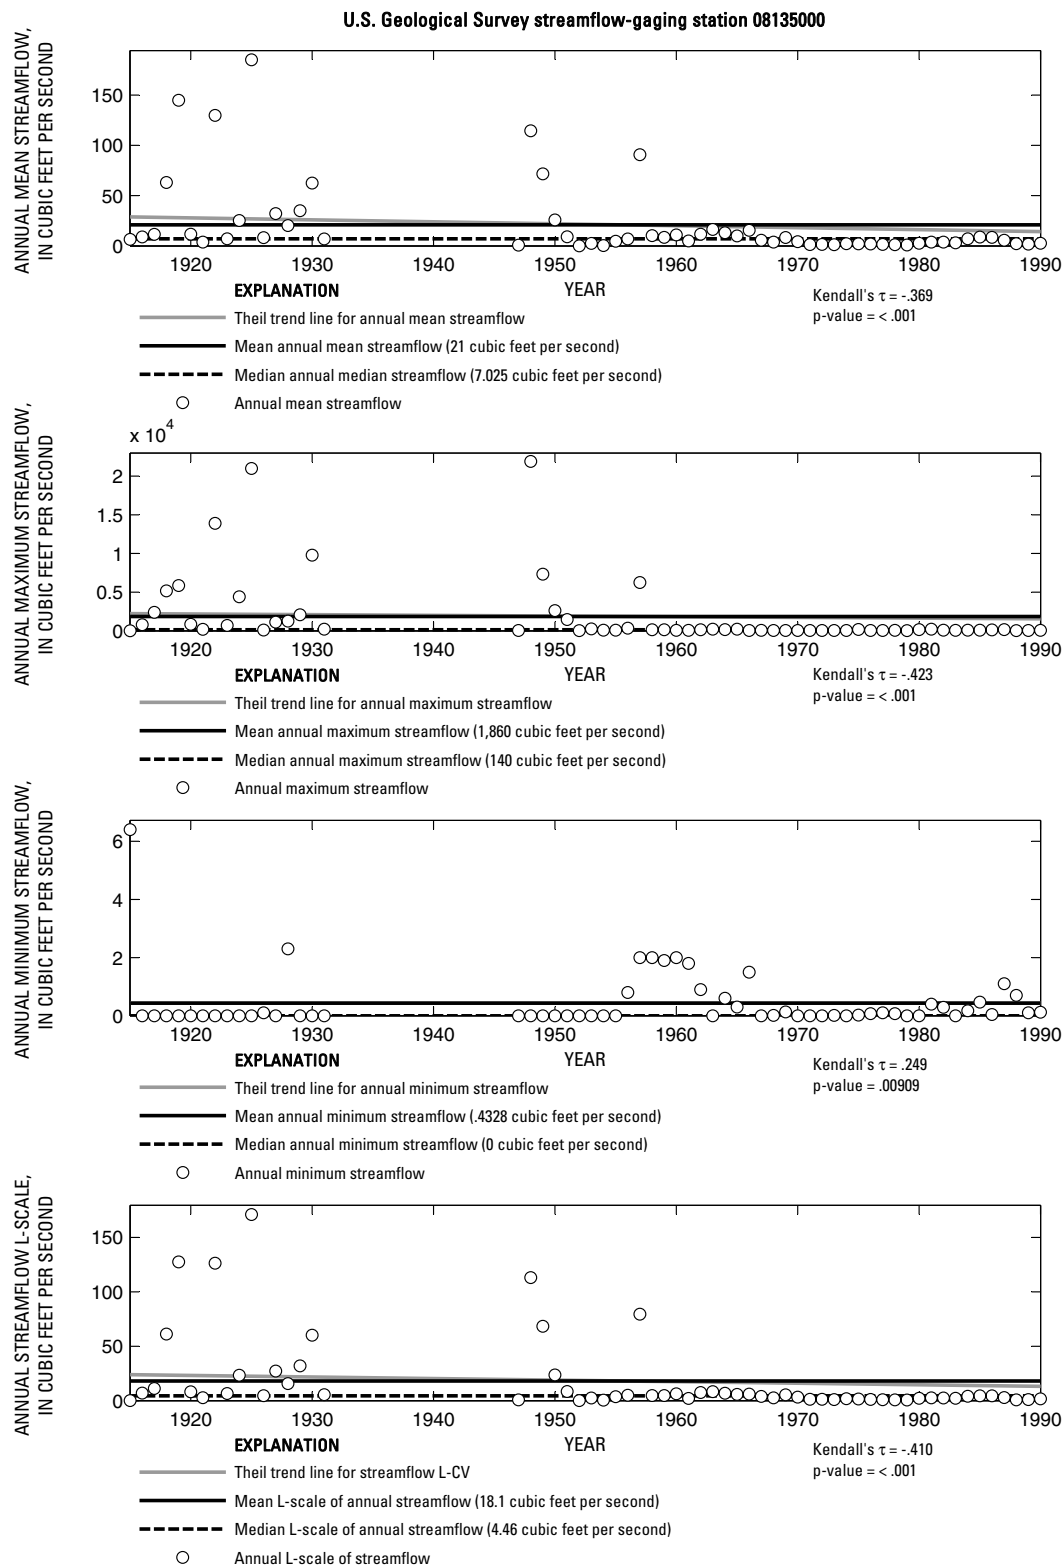 U.S. Geological Survey streamflow-gaging station 08135000
ANNUAL MEAN STREAMFLOW,
IN CUBIC FEET PER SECOND
150
100
50
0
1920 1930 1940 1950 1960 1970 1980 1990
YEAR
EXPLANATION
Theil trend line for annual mean streamflow
Mean annual mean streamflow (21 cubic feet per second)
Median annual median streamflow (7.025 cubic feet per second)
Annual mean streamflow
Kendall's τ = -.369
p-value = < .001
ANNUAL MAXIMUM STREAMFLOW,
IN CUBIC FEET PER SECOND
x 10^4
2
1.5
1
0.5
0
1920 1930 1940 1950 1960 1970 1980 1990
YEAR
EXPLANATION
Theil trend line for annual maximum streamflow
Mean annual maximum streamflow (1,860 cubic feet per second)
Median annual maximum streamflow (140 cubic feet per second)
Annual maximum streamflow
Kendall's τ = -.423
p-value = < .001
ANNUAL MINIMUM STREAMFLOW,
IN CUBIC FEET PER SECOND
6
4
2
0
1920 1930 1940 1950 1960 1970 1980 1990
YEAR
EXPLANATION
Theil trend line for annual minimum streamflow
Mean annual minimum streamflow (.4328 cubic feet per second)
Median annual minimum streamflow (0 cubic feet per second)
Annual minimum streamflow
Kendall's τ = .249
p-value = .00909
ANNUAL STREAMFLOW L-SCALE,
IN CUBIC FEET PER SECOND
150
100
50
0
1920 1930 1940 1950 1960 1970 1980 1990
YEAR
EXPLANATION
Theil trend line for streamflow L-CV
Mean L-scale of annual streamflow (18.1 cubic feet per second)
Median L-scale of annual streamflow (4.46 cubic feet per second)
Annual L-scale of streamflow
Kendall's τ = -.410
p-value = < .001